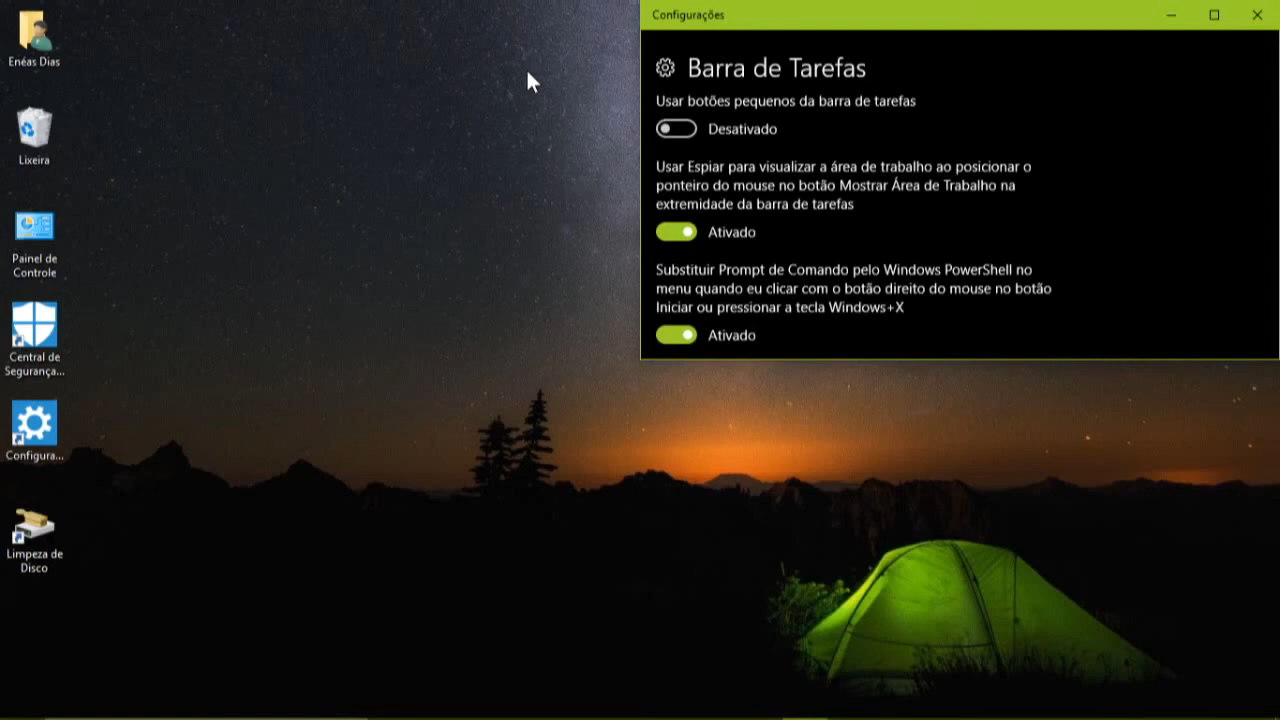 Enéas Dias
Lixeira
Painel de
Controle
Central de
Segurança...
Configura...
Limpeza de
Disco
Configurações
Barra de Tarefas
Usar botões pequenos da barra de tarefas
Desativado
Usar Espiar para visualizar a área de trabalho ao posicionar o
ponteiro do mouse no botão Mostrar Área de Trabalho na
extremidade da barra de tarefas
Ativado
Substituir Prompt de Comando pelo Windows PowerShell no
menu quando eu clicar com o botão direito do mouse no botão
Iniciar ou pressionar a tecla Windows+X
Ativado